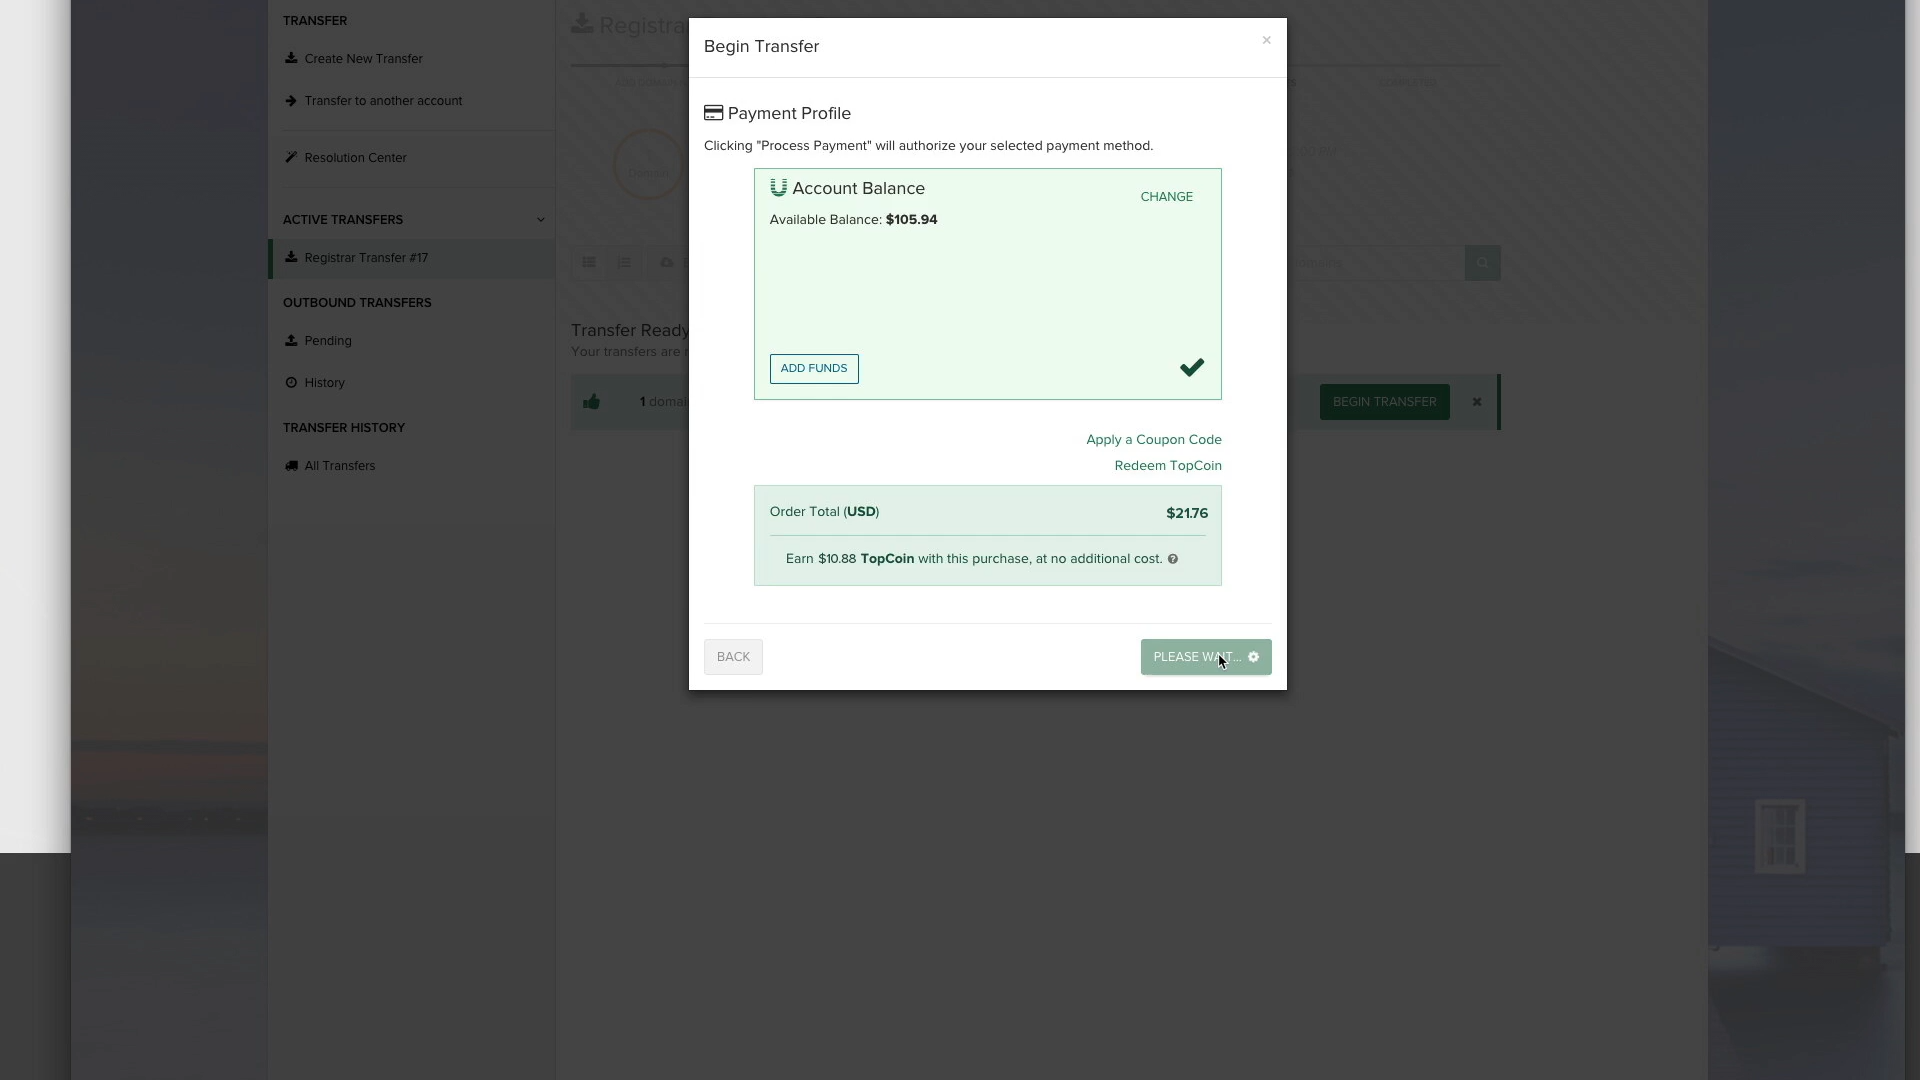 TRANSFER
Create New Transfer
Transfer to another account
Resolution Center
ACTIVE TRANSFERS
Registrar Transfer #17
OUTBOUND TRANSFERS
Pending
History
TRANSFER HISTORY
All Transfers
COMPLETED
Domain
Transfer Ready
Your transfers are
1 domai
BEGIN TRANSFER
Begin Transfer
×
Payment Profile
Clicking "Process Payment" will authorize your selected payment method.
Account Balance
CHANGE
Available Balance: $105.94
ADD FUNDS
Apply a Coupon Code
Redeem TopCoin
Order Total (USD) $21.76
Earn $10.88 TopCoin with this purchase, at no additional cost.
BACK
PLEASE WAIT...